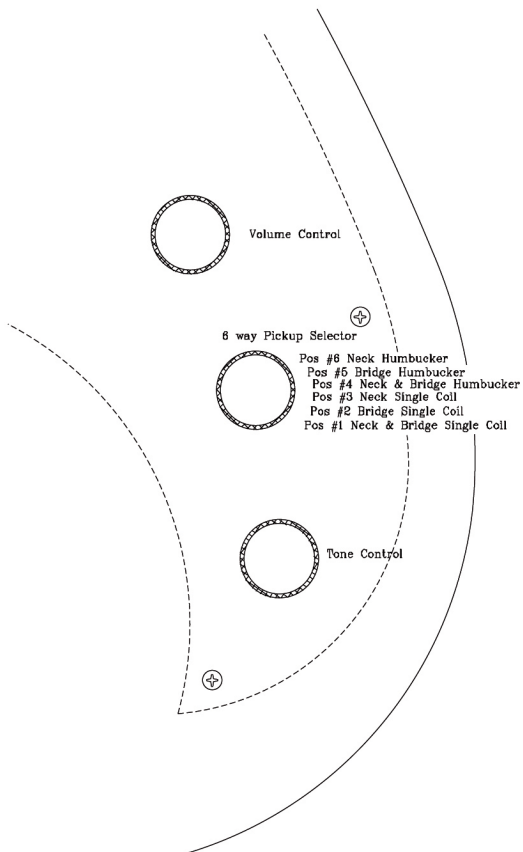 Volume Control
6 way Pickup Selector
Pos #6 Neck Humbucker
Pos #5 Bridge Humbucker
Pos #4 Neck & Bridge Humbucker
Pos #3 Neck Single Coil
Pos #2 Bridge Single Coil
Pos #1 Neck & Bridge Single Coil
Tone Control